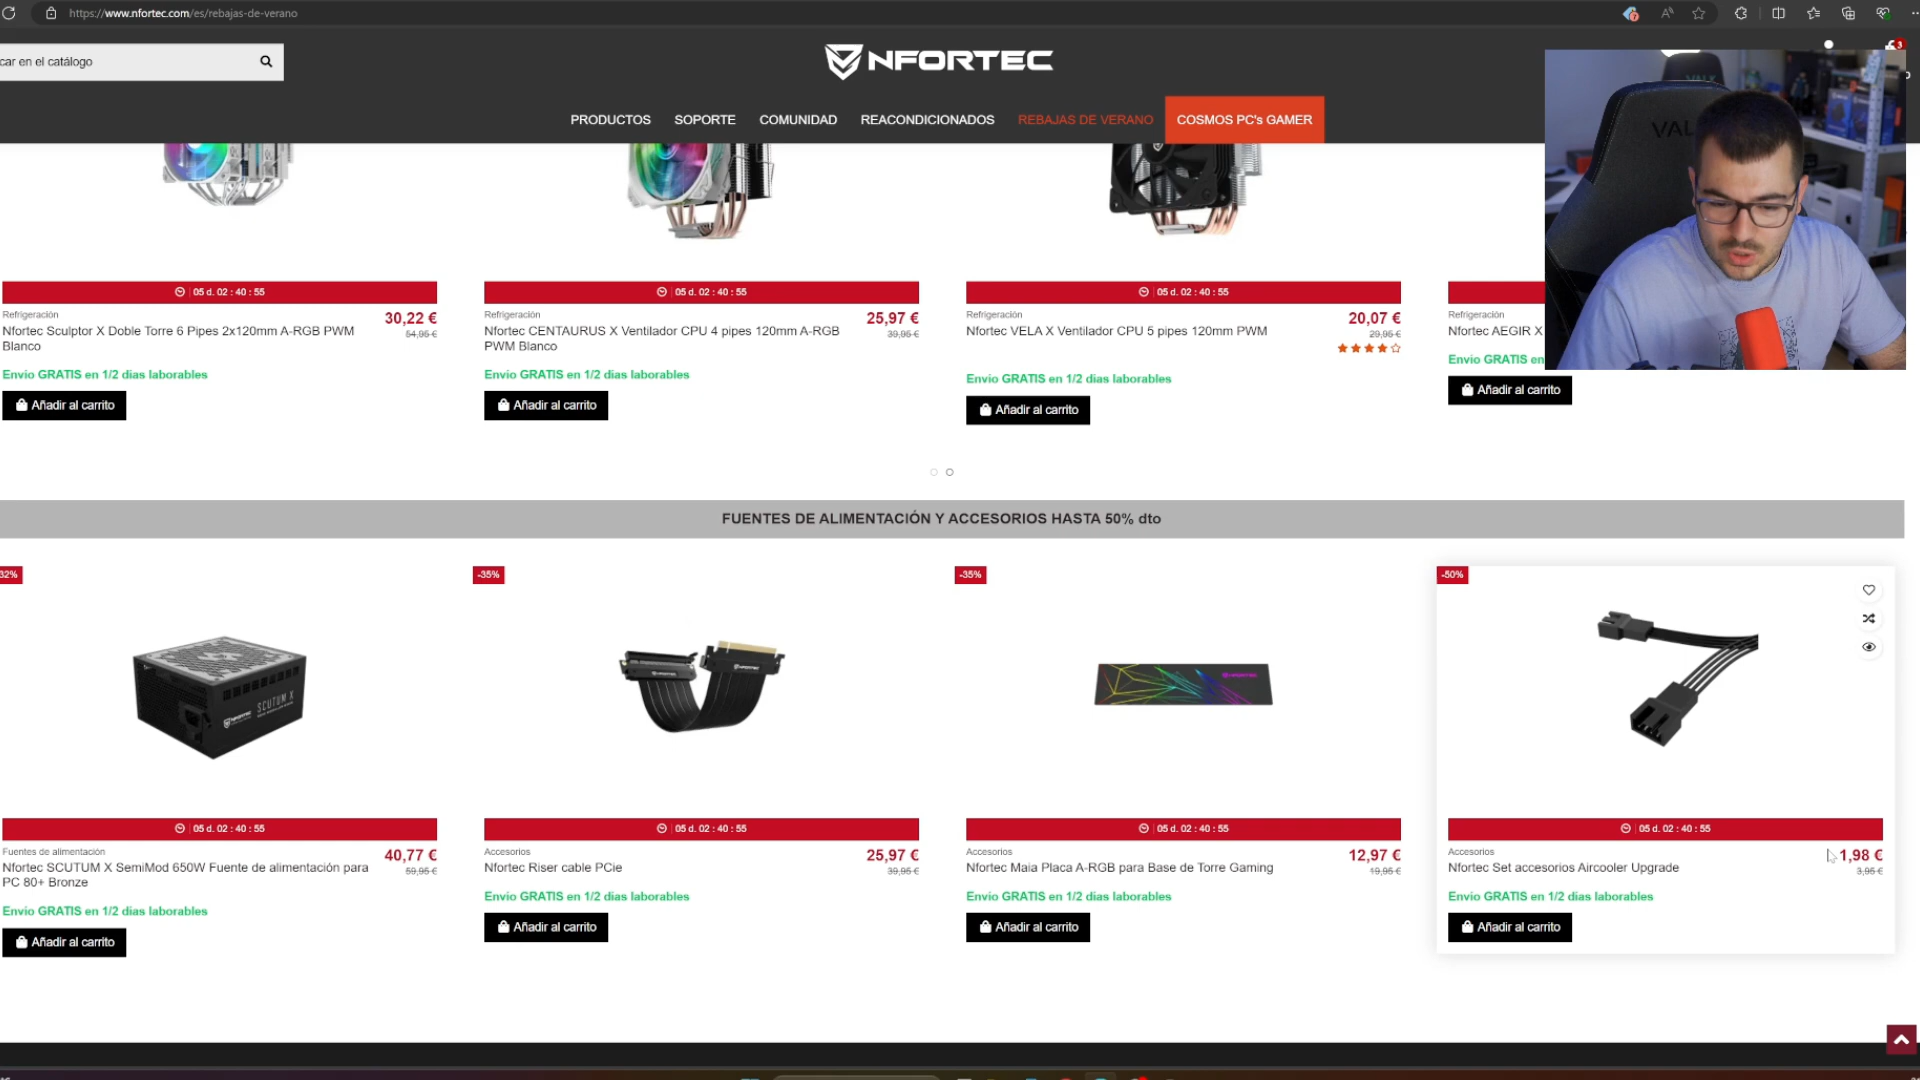 https://www.nfortec.com/es/rebajas-de-verano
7
car en el catálogo
NFORTEC
3
PRODUCTOS
SOPORTE
COMUNIDAD
REACONDICIONADOS
REBAJAS DE VERANO
COSMOS PC's GAMER
05 d. 02 : 40 : 55
Refrigeración
30,22 €
Nfortec Sculptor X Doble Torre 6 Pipes 2x120mm A-RGB PWM
54,95 €
Blanco
Envío GRATIS en 1/2 dias laborables
Añadir al carrito
05 d. 02 : 40 : 55
Refrigeración
25,97 €
Nfortec CENTAURUS X Ventilador CPU 4 pipes 120mm A-RGB
39,95 €
PWM Blanco
Envío GRATIS en 1/2 dias laborables
Añadir al carrito
05 d. 02 : 40 : 55
Refrigeración
20,07 €
Nfortec VELA X Ventilador CPU 5 pipes 120mm PWM
29,95 €
Envío GRATIS en 1/2 dias laborables
Añadir al carrito
Refrigeración
Nfortec AEGIR X
Envío GRATIS en
Añadir al carrito
FUENTES DE ALIMENTACIÓN Y ACCESORIOS HASTA 50% dto
32%
SCUTUM X
05 d. 02 : 40 : 55
Fuentes de alimentación
40,77 €
Nfortec SCUTUM X SemiMod 650W Fuente de alimentación para
59,95 €
PC 80+ Bronze
Envío GRATIS en 1/2 dias laborables
Añadir al carrito
-35%
05 d. 02 : 40 : 55
Accesorios
25,97 €
Nfortec Riser cable PCie
39,95 €
Envío GRATIS en 1/2 dias laborables
Añadir al carrito
-35%
NFORTEC
05 d. 02 : 40 : 55
Accesorios
12,97 €
Nfortec Maia Placa A-RGB para Base de Torre Gaming
19,95 €
Envío GRATIS en 1/2 dias laborables
Añadir al carrito
-50%
05 d. 02 : 40 : 55
Accesorios
1,98 €
Nfortec Set accesorios Aircooler Upgrade
3,95 €
Envío GRATIS en 1/2 dias laborables
Añadir al carrito